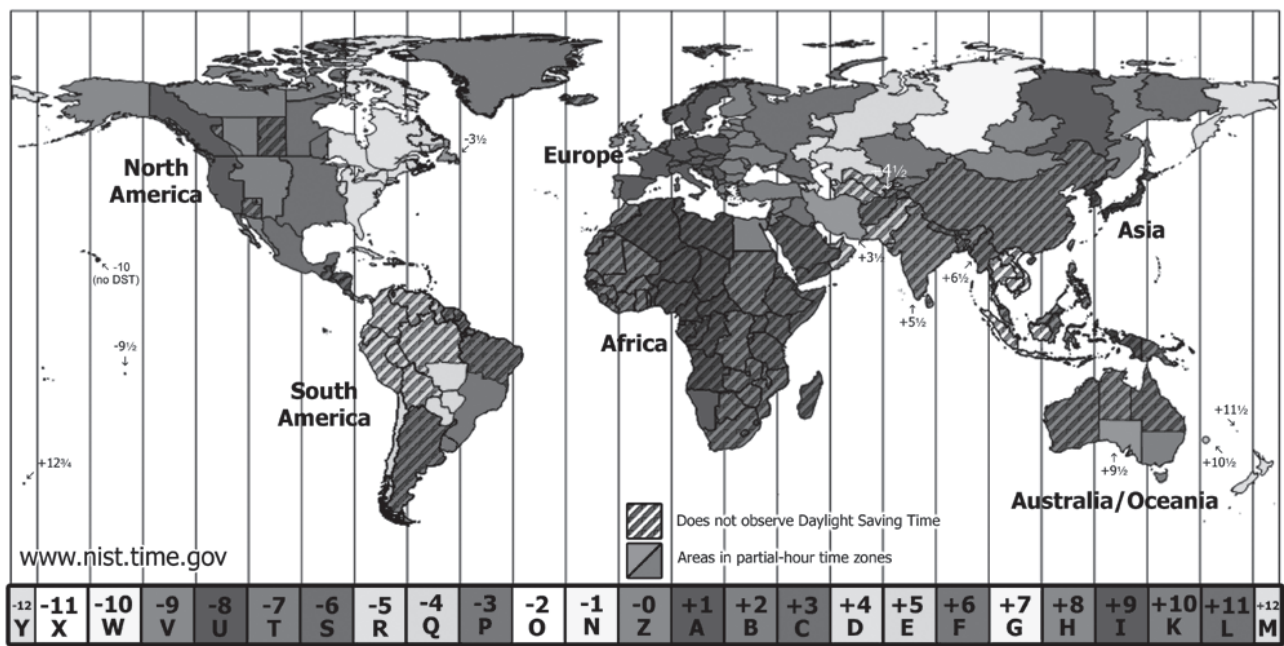 -3½
Europe
North
America
+4½
Asia
-10
(no DST)
+3½
+6½
+5½
Africa
-9½
South
America
+11½
+12¾
+9½
+10½
Australia/Oceania
Does not observe Daylight Saving Time
www.nist.time.gov
Areas in partial-hour time zones
-12 -11 -10 -9 -8 -7 -6 -5 -4 -3 -2 -1 -0 +1 +2 +3 +4 +5 +6 +7 +8 +9 +10 +11 +12
Y X W V U T S R Q P O N Z A B C D E F G H I K L M